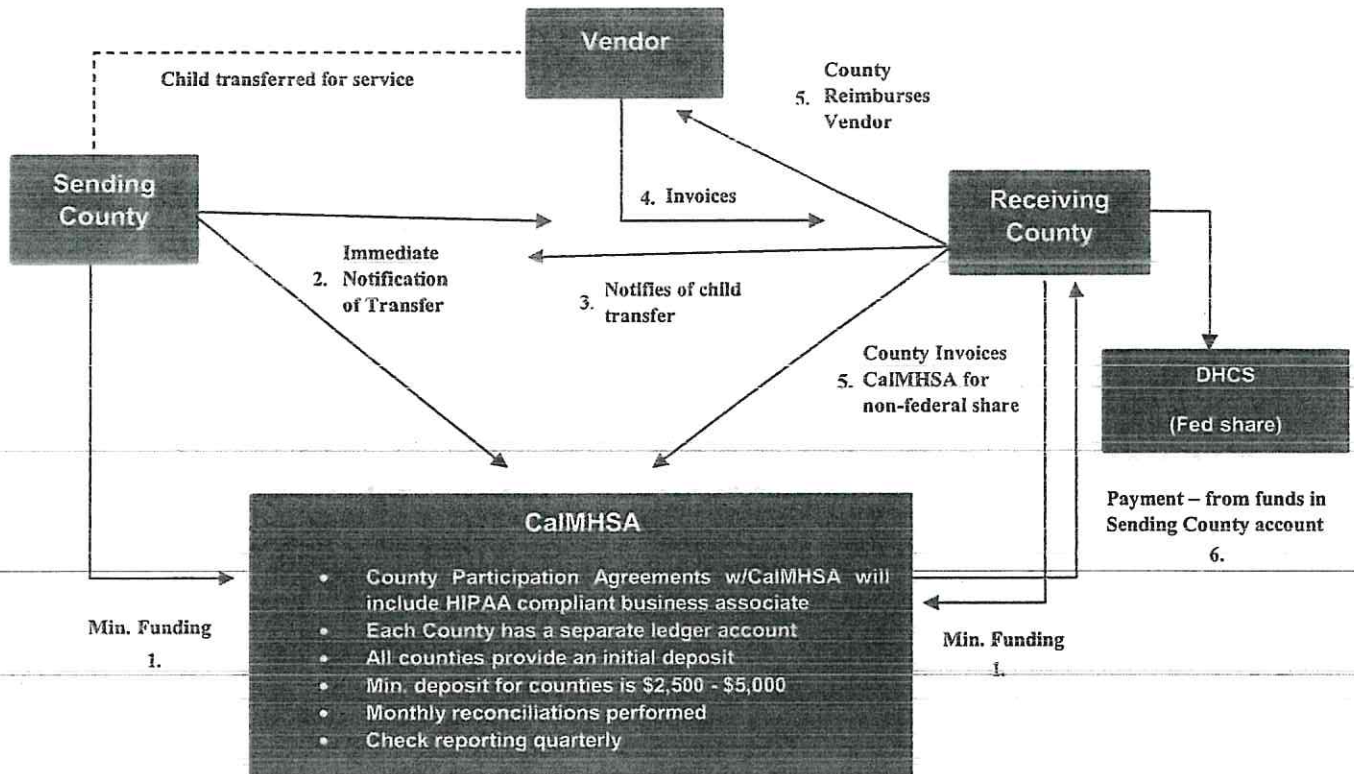 Vendor
Child transferred for service
County
5. Reimburses
Vendor
Sending
County
4. Invoices
Receiving
County
Immediate
2. Notification
of Transfer
3. Notifies of child
transfer
County Invoices
5. CalMHSA for
non-federal share
DHCS
(Fed share)
Payment – from funds in
Sending County account
6.
CalMHSA
• County Participation Agreements w/CalMHSA will
include HIPAA compliant business associate
• Each County has a separate ledger account
• All counties provide an initial deposit
• Min. deposit for counties is $2,500 - $5,000
• Monthly reconciliations performed
• Check reporting quarterly
Min. Funding
1.
Min. Funding
1.